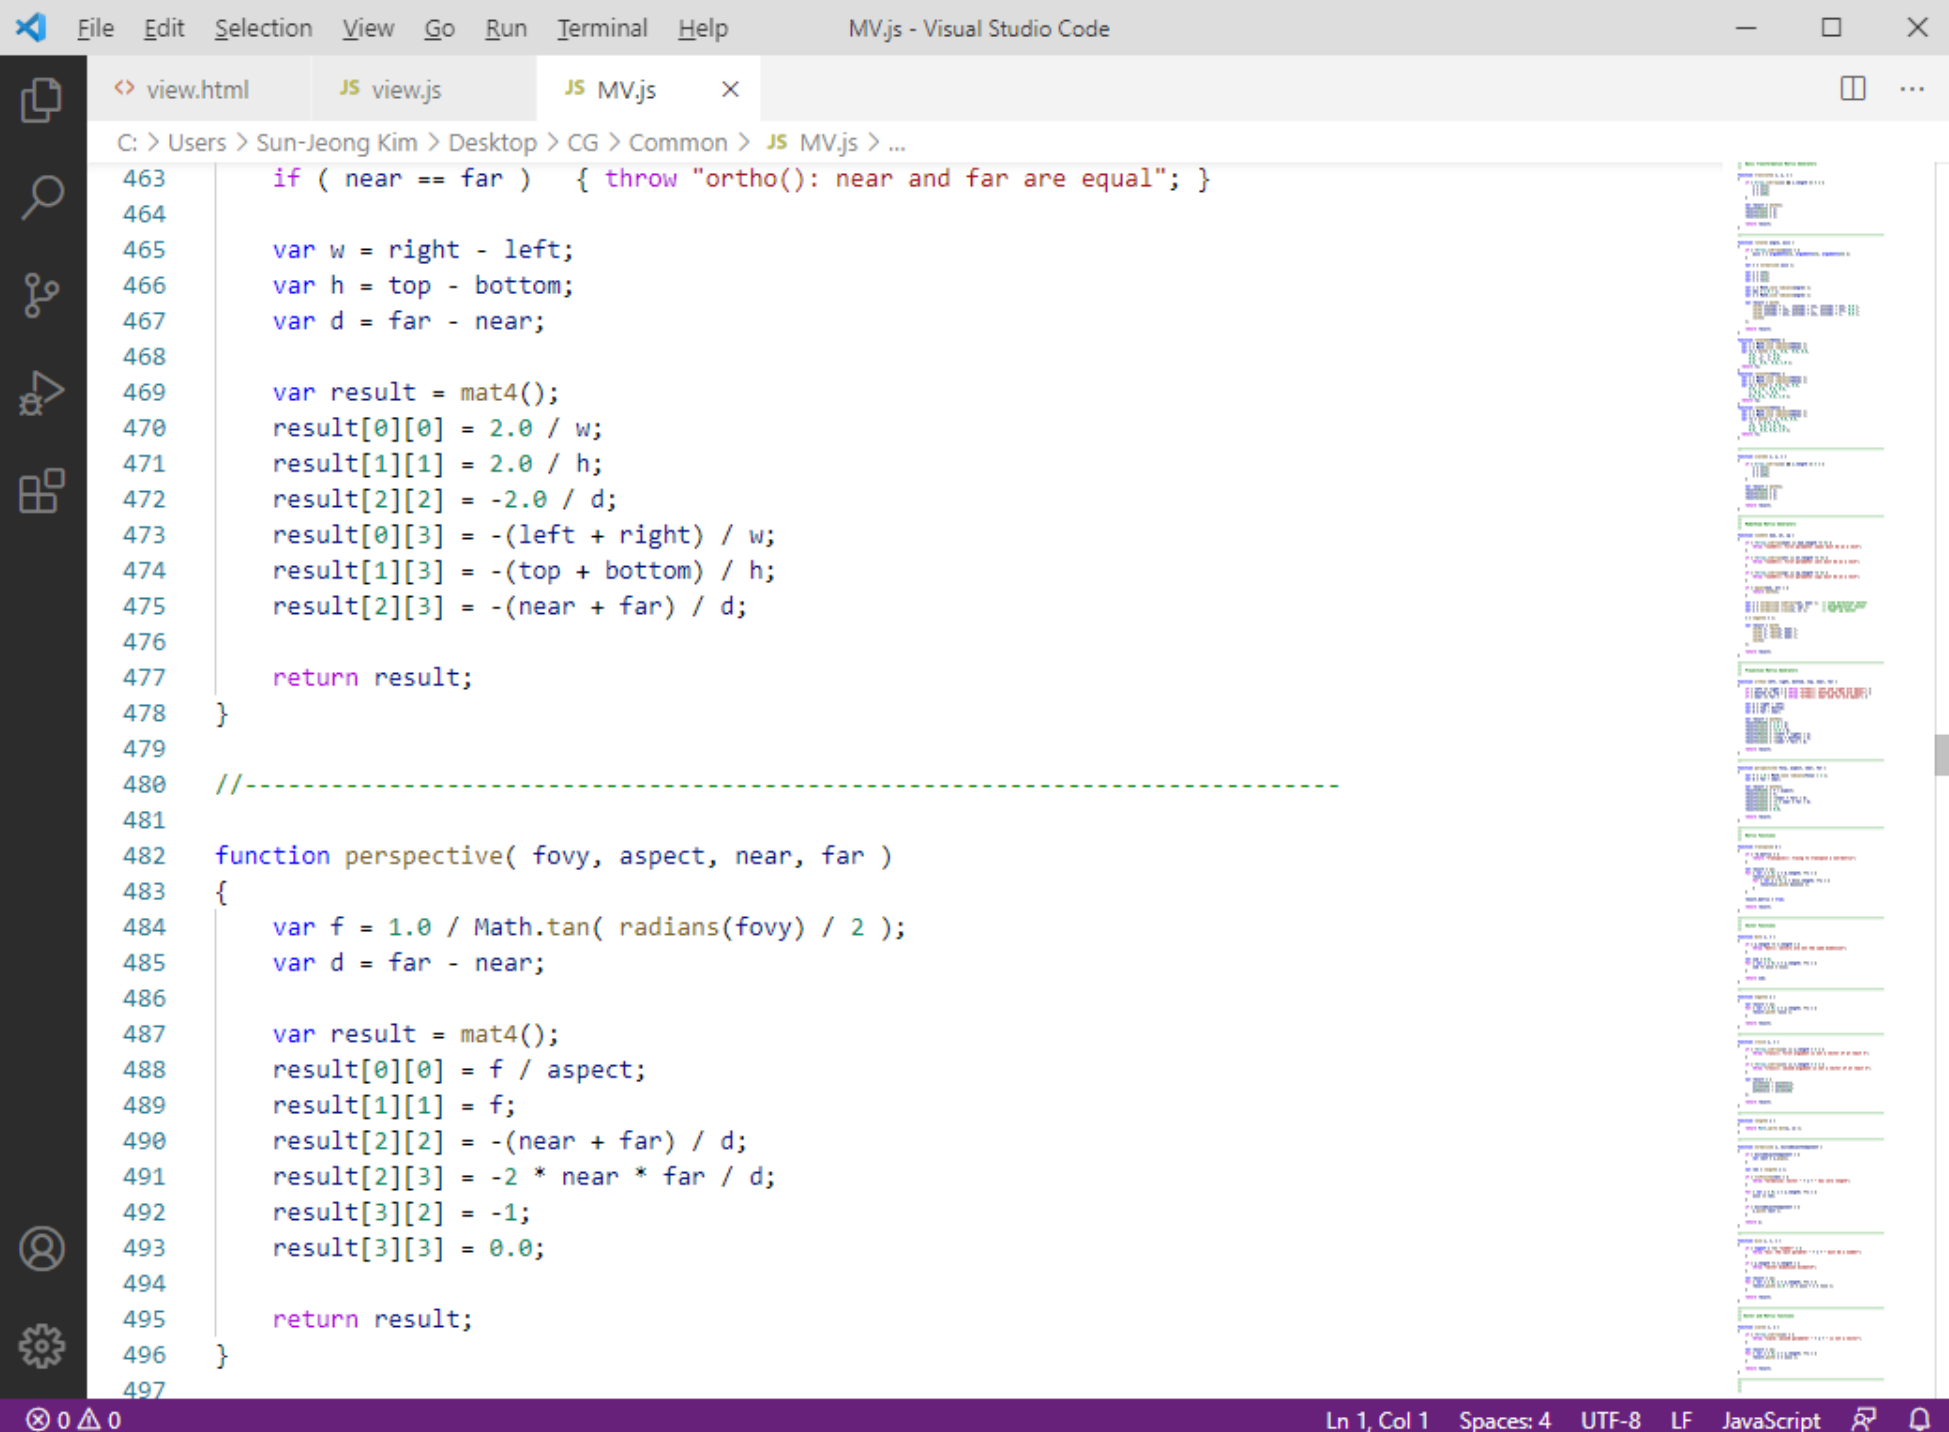 File Edit Selection View Go Run Terminal Help MV.js - Visual Studio Code
view.html JS view.js JS MV.js
C: > Users > Sun-Jeong Kim > Desktop > CG > Common > JS MV.js > ...
463 if ( near == far ) { throw "ortho(): near and far are equal"; }
464
465 var w = right - left;
466 var h = top - bottom;
467 var d = far - near;
468
469 var result = mat4();
470 result[0][0] = 2.0 / w;
471 result[1][1] = 2.0 / h;
472 result[2][2] = -2.0 / d;
473 result[0][3] = -(left + right) / w;
474 result[1][3] = -(top + bottom) / h;
475 result[2][3] = -(near + far) / d;
476
477 return result;
478 }
479
480 //----------------------------------------------------------------------------
481
482 function perspective( fovy, aspect, near, far )
483 {
484 var f = 1.0 / Math.tan( radians(fovy) / 2 );
485 var d = far - near;
486
487 var result = mat4();
488 result[0][0] = f / aspect;
489 result[1][1] = f;
490 result[2][2] = -(near + far) / d;
491 result[2][3] = -2 * near * far / d;
492 result[3][2] = -1;
493 result[3][3] = 0.0;
494
495 return result;
496 }
497
0 0 Ln 1, Col 1 Spaces: 4 UTF-8 LF JavaScript